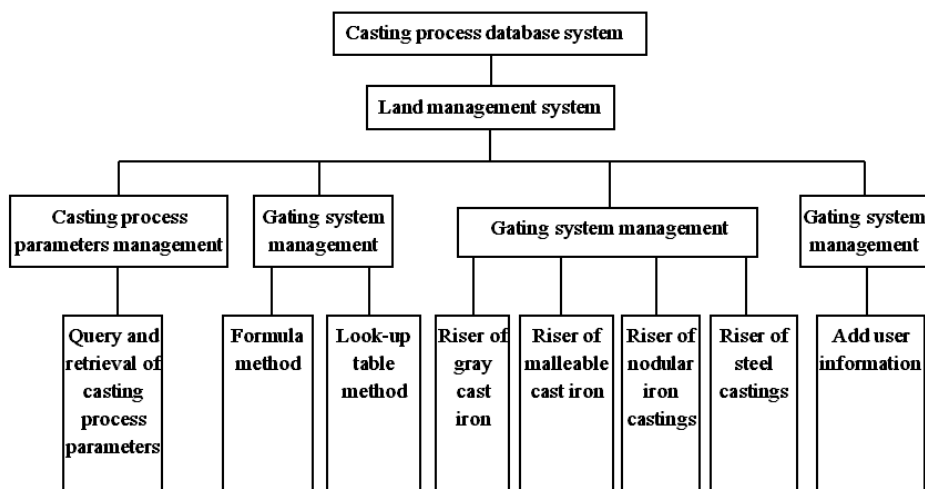 Casting process database system
Land management system
Casting process
parameters management
Gating system
management
Gating system management
Gating system
management
Query and
retrieval of
casting
process
parameters
Formula
method
Look-up
table
method
Riser of
gray
cast
iron
Riser of
malleable
cast iron
Riser of
nodular
iron
castings
Riser of
steel
castings
Add user
information